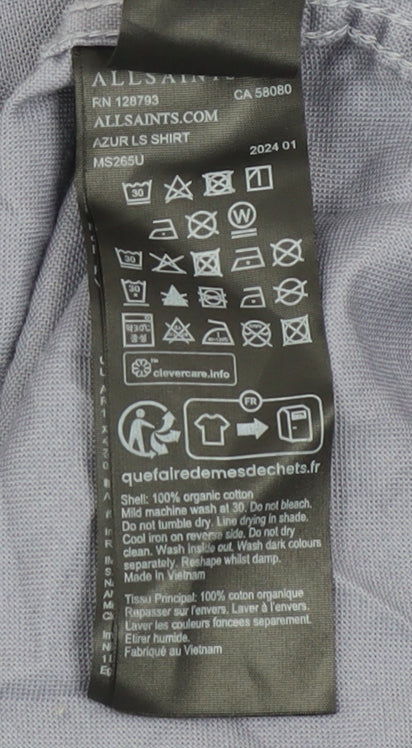 ALLSAINTS
RN 128793 CA 58080
ALLSAINTS.COM
AZUR LS SHIRT
MS265U 2024 01
30
W
30
30
clevercare.info
FR
quefairedemesdechets.fr
Shell: 100% organic cotton
Mild machine wash at 30. Do not bleach.
Do not tumble dry. Line drying in shade.
Cool iron on reverse side. Do not dry
clean. Wash inside out. Wash dark colours
separately. Reshape whilst damp.
Made In Vietnam
Tissu Principal: 100% coton organique
Repasser sur l'envers. Laver à l'envers.
Laver les couleurs foncées separement.
Etirer humide.
Fabriqué au Vietnam